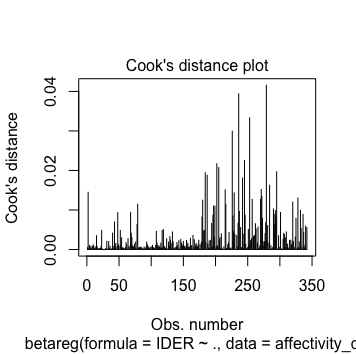 Cook's distance plot
Cook's distance
0.04
0.02
0.00
0 50 150 250 350
Obs. number
betareg(formula = IDER ~ ., data = affectivity_